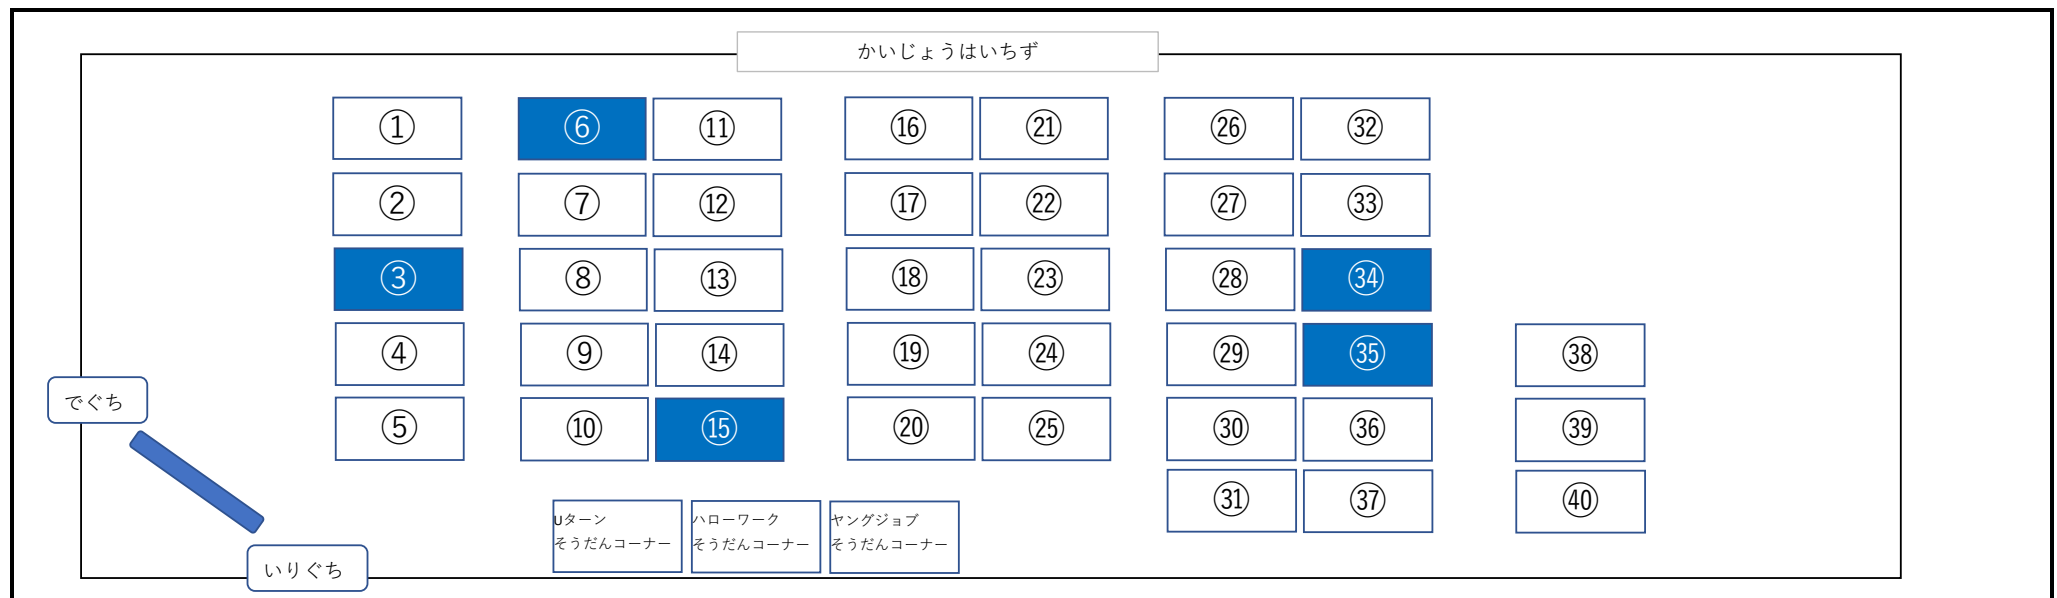 かいじょうはいちず
① ⑥ ⑪ ⑯ ㉑ ㉖ ㉜
② ⑦ ⑫ ⑰ ㉒ ㉗ ㉝
③ ⑧ ⑬ ⑱ ㉓ ㉘ ㉞
④ ⑨ ⑭ ⑲ ㉔ ㉙ ㉟ ㊳
でぐち
⑤ ⑩ ⑮ ⑳ ㉕ ㉚ ㊱ ㊴
㉛ ㊲ ㊵
Uターン
そうだんコーナー
ハローワーク
そうだんコーナー
ヤングジョブ
そうだんコーナー
いりぐち